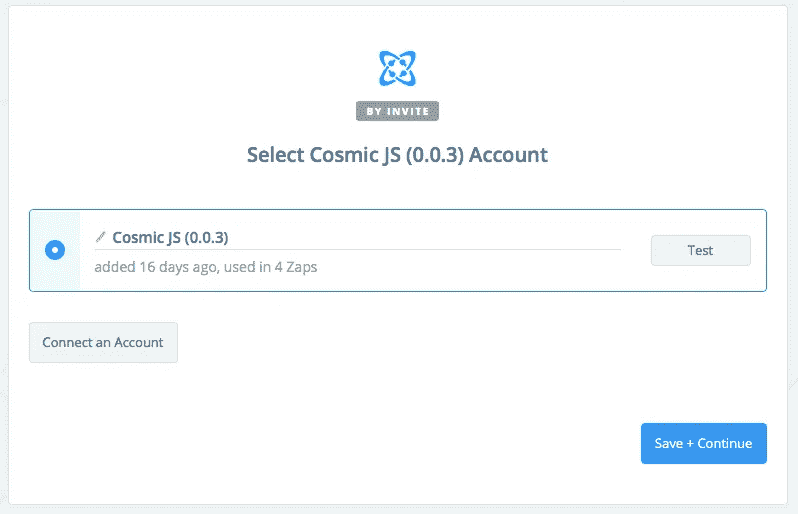 BY INVITE
Select Cosmic JS (0.0.3) Account
Cosmic JS (0.0.3)
added 16 days ago, used in 4 Zaps
Test
Connect an Account
Save + Continue